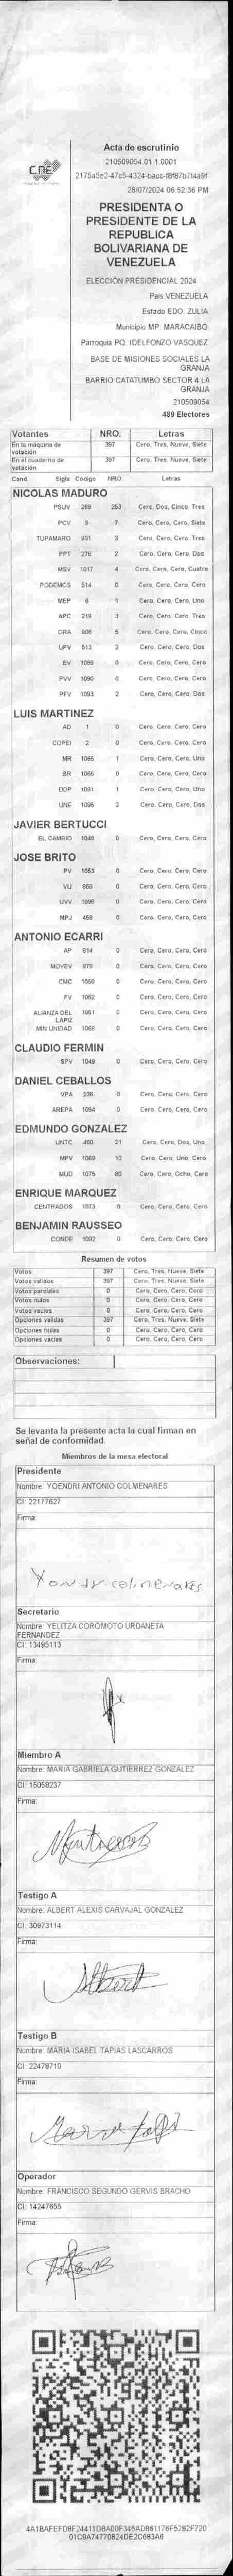 CNE
Acta de escrutinio
210509054.01.1.0001
28/07/2024 06:52:36 PM
PRESIDENTA O
PRESIDENTE DE LA
REPUBLICA
BOLIVARIANA DE
VENEZUELA
ELECCIÓN PRESIDENCIAL 2024
País VENEZUELA
Estado EDO. ZULIA
Municipio MP. MARACAIBO
Parroquia PQ. IDELFONZO VASQUEZ
BASE DE MISIONES SOCIALES LA
GRANJA
BARRIO CATATUMBO SECTOR 4 LA
GRANJA
210509054
489 Electores
Votantes NRO. Letras
En la máquina de votación 397 Cero, Tres, Nueve, Siete
En el cuaderno de votación 397 Cero, Tres, Nueve, Siete
Cand. Sigla Código NRO Letras
NICOLAS MADURO
PSUV 269 253 Cero, Dos, Cinco, Tres
PCV 9 7 Cero, Cero, Cero, Siete
TUPAMARO 931 3 Cero, Cero, Cero, Tres
PPT 276 2 Cero, Cero, Cero, Dos
MSV 1017 4 Cero, Cero, Cero, Cuatro
PODEMOS 514 0 Cero, Cero, Cero, Cero
MEP 6 1 Cero, Cero, Cero, Uno
APC 219 3 Cero, Cero, Cero, Tres
ORA 906 5 Cero, Cero, Cero, Cinco
UPV 613 2 Cero, Cero, Cero, Dos
EV 1099 0 Cero, Cero, Cero, Cero
PVV 1090 0 Cero, Cero, Cero, Cero
PFV 1093 2 Cero, Cero, Cero, Dos
LUIS MARTINEZ
AD 1 0 Cero, Cero, Cero, Cero
COPEI 2 0 Cero, Cero, Cero, Cero
MR 1065 1 Cero, Cero, Cero, Uno
BR 1066 0 Cero, Cero, Cero, Cero
DDP 1091 1 Cero, Cero, Cero, Uno
UNE 1095 2 Cero, Cero, Cero, Dos
JAVIER BERTUCCI
EL CAMBIO 1048 0 Cero, Cero, Cero, Cero
JOSE BRITO
PV 1053 0 Cero, Cero, Cero, Cero
VU 869 0 Cero, Cero, Cero, Cero
UVV 1096 0 Cero, Cero, Cero, Cero
MPJ 458 0 Cero, Cero, Cero, Cero
ANTONIO ECARRI
AP 814 0 Cero, Cero, Cero, Cero
MOVEV 979 0 Cero, Cero, Cero, Cero
CMC 1050 0 Cero, Cero, Cero, Cero
FV 1062 0 Cero, Cero, Cero, Cero
ALIANZA DEL LAPIZ 1061 0 Cero, Cero, Cero, Cero
MIN UNIDAD 1068 0 Cero, Cero, Cero, Cero
CLAUDIO FERMIN
SPV 1049 0 Cero, Cero, Cero, Cero
DANIEL CEBALLOS
VPA 236 0 Cero, Cero, Cero, Cero
AREPA 1094 0 Cero, Cero, Cero, Cero
EDMUNDO GONZALEZ
UNTC 460 21 Cero, Cero, Dos, Uno
MPV 1069 10 Cero, Cero, Uno, Cero
MUD 1076 80 Cero, Cero, Ocho, Cero
ENRIQUE MARQUEZ
CENTRADOS 1073 0 Cero, Cero, Cero, Cero
BENJAMIN RAUSSEO
CONDE 1092 0 Cero, Cero, Cero, Cero
Resumen de votos
Votos 397 Cero, Tres, Nueve, Siete
Votos validos 397 Cero, Tres, Nueve, Siete
Votos parciales 0 Cero, Cero, Cero, Cero
Votos nulos 0 Cero, Cero, Cero, Cero
Votos vacios 0 Cero, Cero, Cero, Cero
Opciones validas 397 Cero, Tres, Nueve, Siete
Opciones nulas 0 Cero, Cero, Cero, Cero
Opciones vacias 0 Cero, Cero, Cero, Cero
Observaciones:
Se levanta la presente acta la cual firman en
señal de conformidad.
Miembros de la mesa electoral
Presidente
Nombre: YOENDRI ANTONIO COLMENARES
CI: 22177627
Firma:
Secretario
Nombre: YELITZA COROMOTO URDANETA
FERNANDEZ
CI: 13495113
Firma:
Miembro A
Nombre: MARIA GABRIELA GUTIERREZ GONZALEZ
CI: 15058237
Firma:
Testigo A
Nombre: ALBERT ALEXIS CARVAJAL GONZALEZ
CI: 30973114
Firma:
Albert
Testigo B
Nombre: MARIA ISABEL TAPIAS LASCARROS
CI: 22478710
Firma:
Operador
Nombre: FRANCISCO SEGUNDO GERVIS BRACHO
CI: 14247655
Firma: